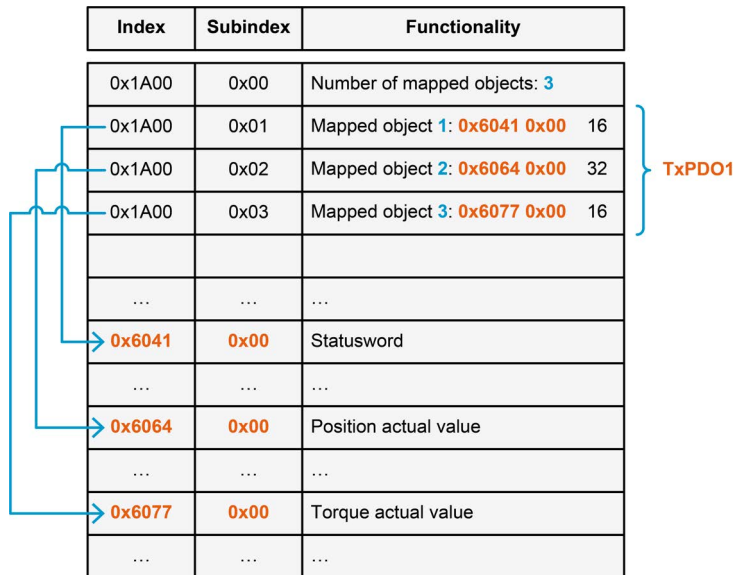 Index Subindex Functionality
0x1A00 0x00 Number of mapped objects: 3
0x1A00 0x01 Mapped object 1: 0x6041 0x00 16
0x1A00 0x02 Mapped object 2: 0x6064 0x00 32 TxPDO1
0x1A00 0x03 Mapped object 3: 0x6077 0x00 16
… … …
0x6041 0x00 Statusword
… … …
0x6064 0x00 Position actual value
… … …
0x6077 0x00 Torque actual value
… … …